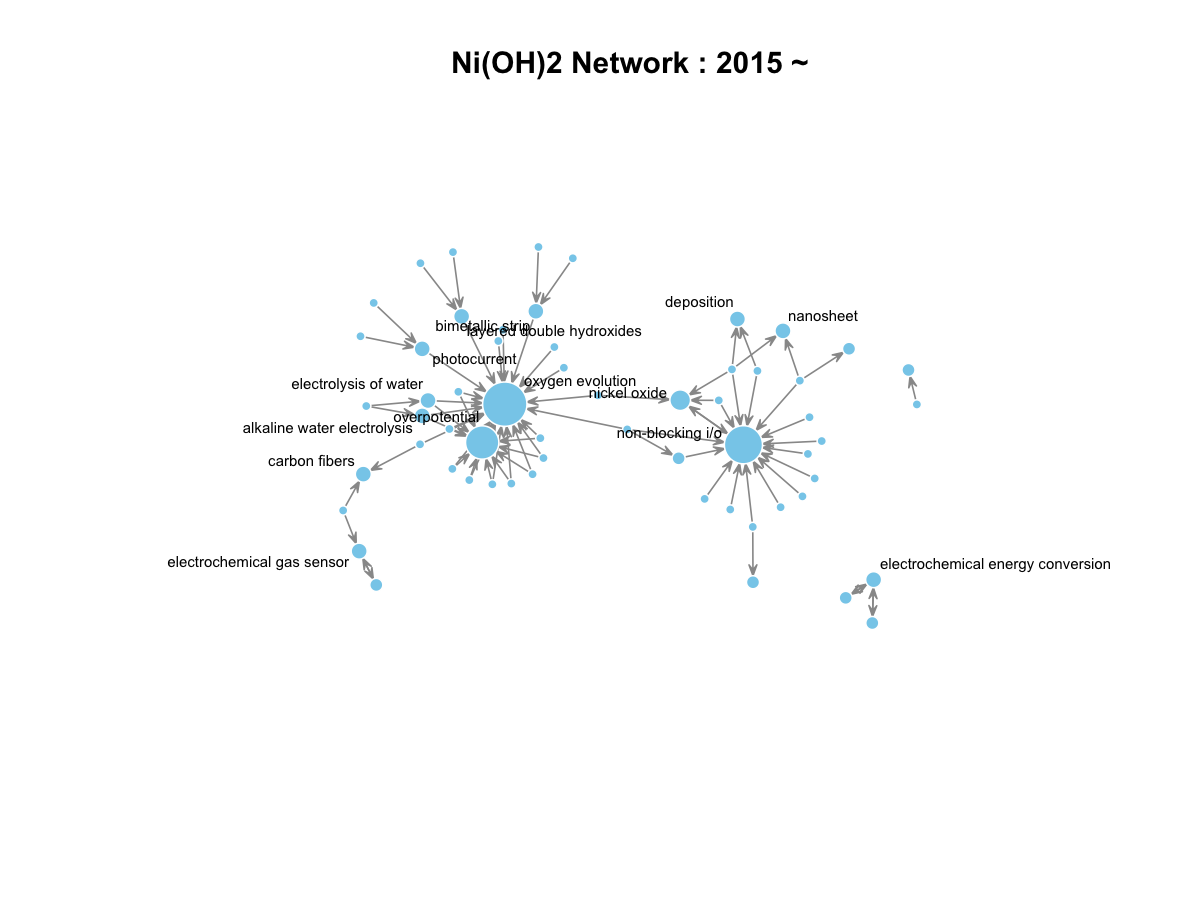 Ni(OH)2 Network : 2015 ~
deposition
nanosheet
bimetallic strip
layered double hydroxides
photocurrent
oxygen evolution
electrolysis of water
nickel oxide
overpotential
alkaline water electrolysis
non-blocking i/o
carbon fibers
electrochemical gas sensor
electrochemical energy conversion